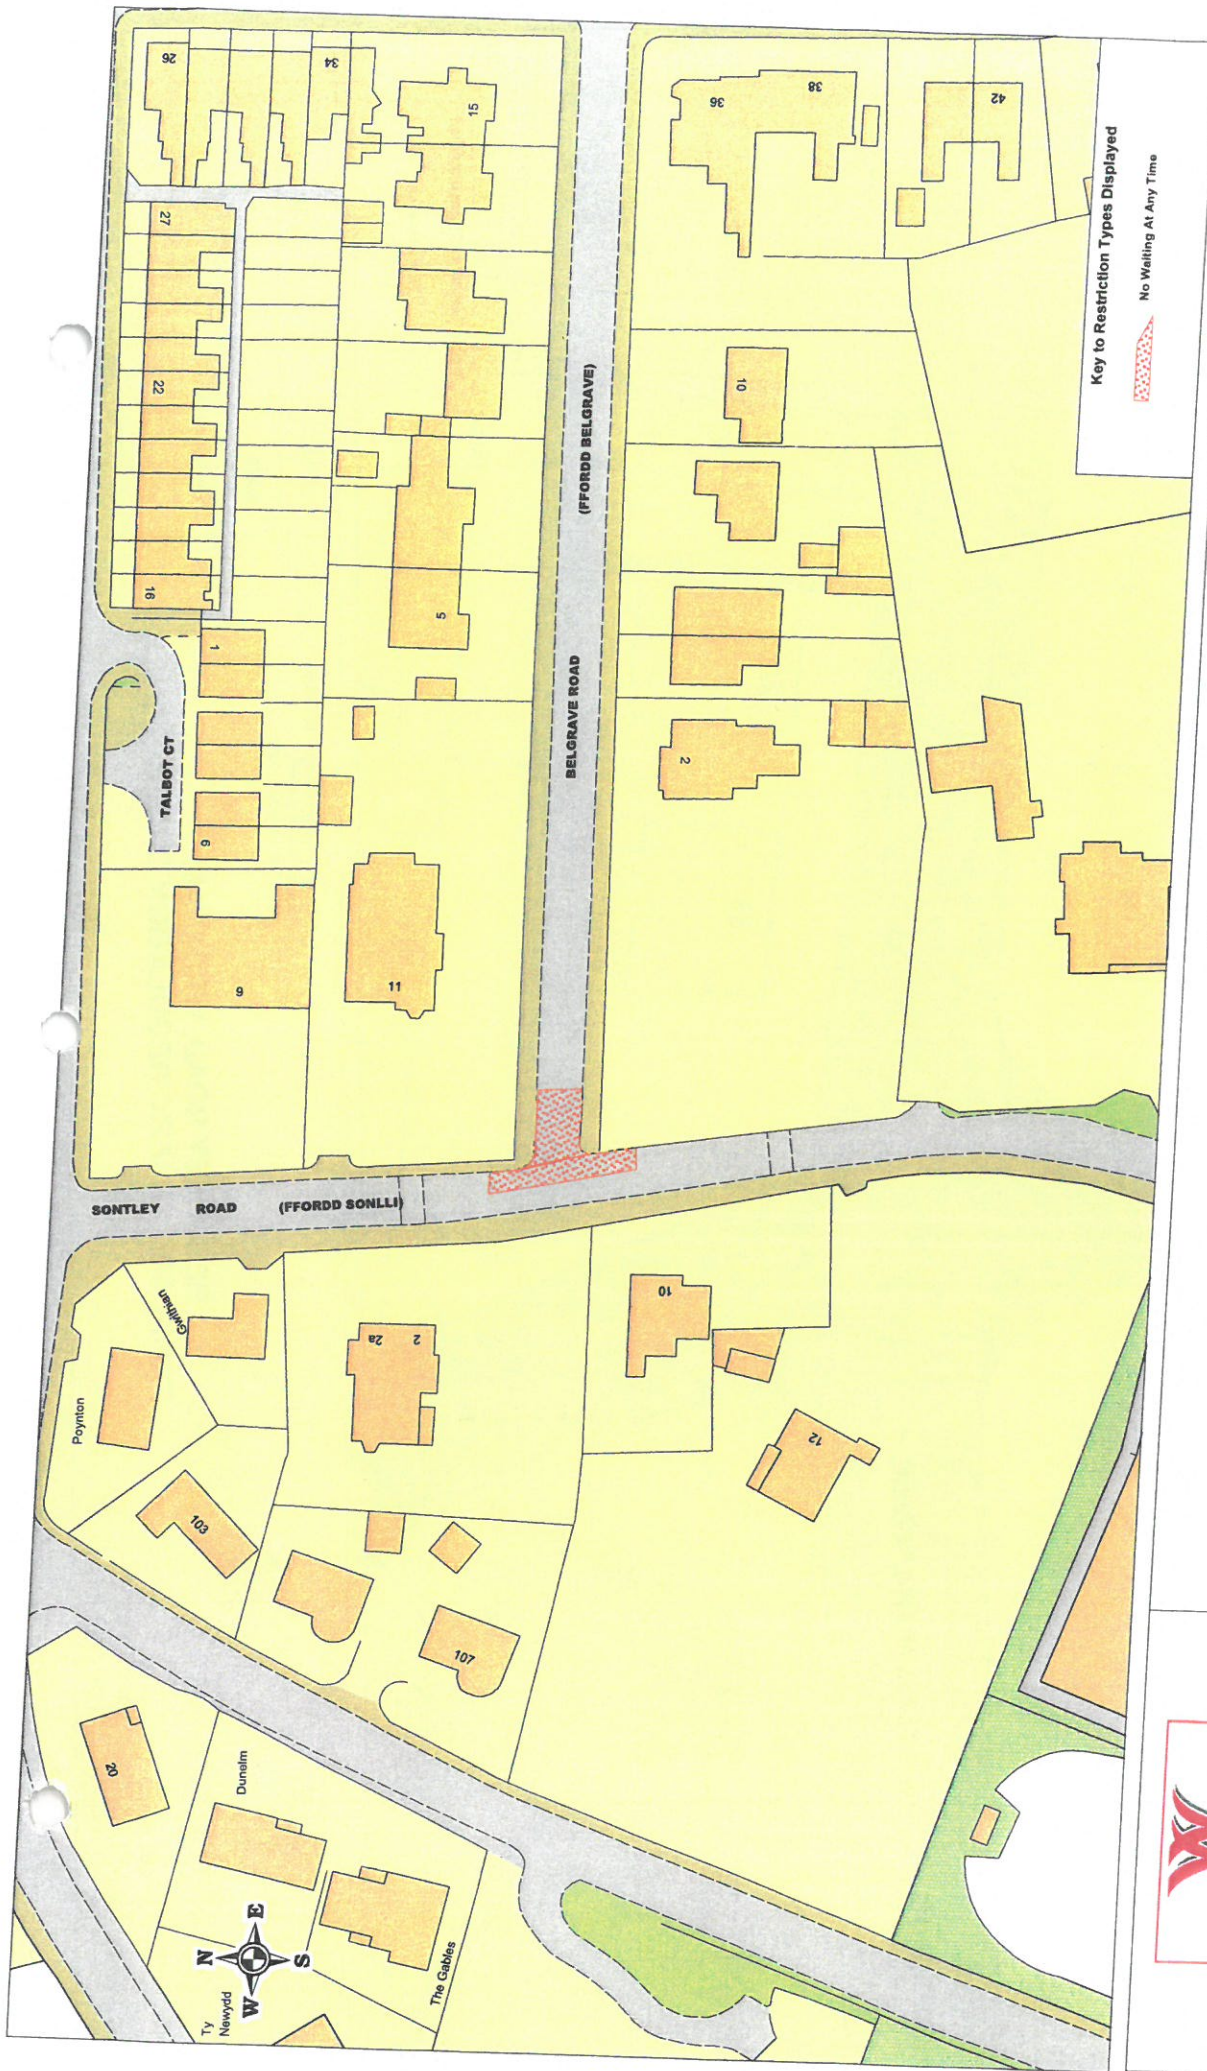 26
34
15
36
38
42
27
22
16
10
5
1
6
2
9
11
(FFORDD BELGRAVE)
BELGRAVE ROAD
TALBOT CT
Key to Restriction Types Displayed
No Waiting At Any Time
SONTLEY ROAD (FFORDD SONLLI)
Gwithian
Poynton
2a
2
10
12
103
107
20
Dunelm
The Gables
Ty
Newydd
N
E
S
W